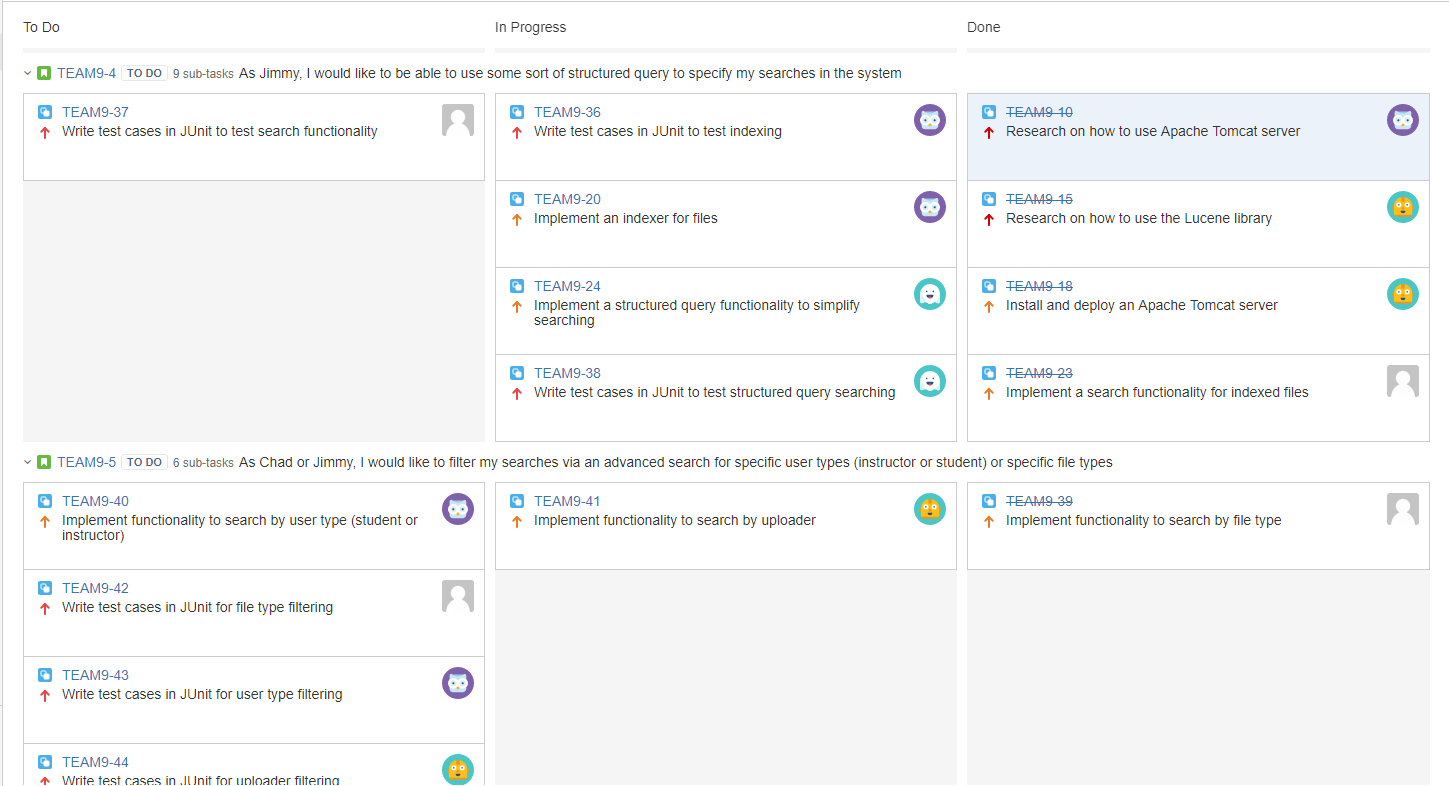 To Do
In Progress
Done
TEAM9-4 TO DO 9 sub-tasks As Jimmy, I would like to be able to use some sort of structured query to specify my searches in the system
TEAM9-37
Write test cases in JUnit to test search functionality
TEAM9-36
Write test cases in JUnit to test indexing
TEAM9-20
Implement an indexer for files
TEAM9-24
Implement a structured query functionality to simplify
searching
TEAM9-38
Write test cases in JUnit to test structured query searching
TEAM9-10
Research on how to use Apache Tomcat server
TEAM9-15
Research on how to use the Lucene library
TEAM9-18
Install and deploy an Apache Tomcat server
TEAM9-23
Implement a search functionality for indexed files
TEAM9-5 TO DO 6 sub-tasks As Chad or Jimmy, I would like to filter my searches via an advanced search for specific user types (instructor or student) or specific file types
TEAM9-40
Implement functionality to search by user type (student or
instructor)
TEAM9-42
Write test cases in JUnit for file type filtering
TEAM9-43
Write test cases in JUnit for user type filtering
TEAM9-44
Write test cases in JUnit for uploader filtering
TEAM9-41
Implement functionality to search by uploader
TEAM9-39
Implement functionality to search by file type